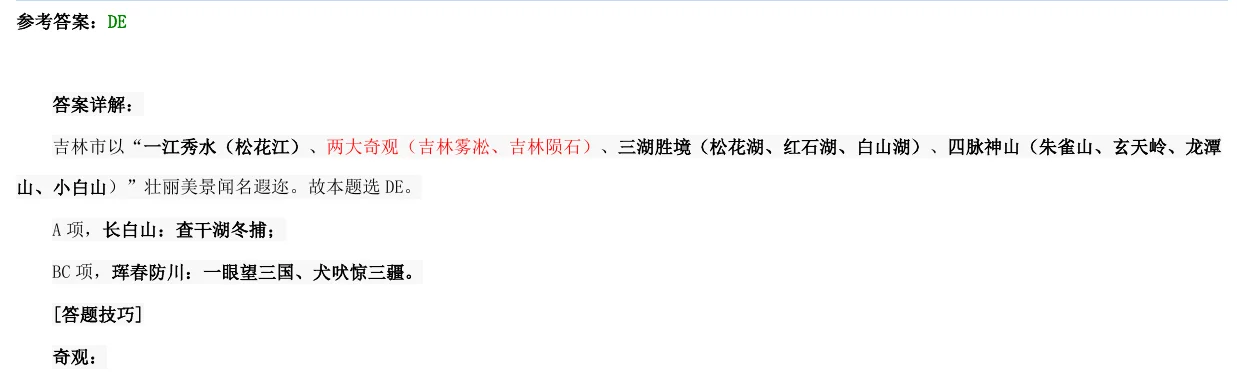 参考答案：DE
答案详解：
吉林市以“一江秀水（松花江）、两大奇观（吉林雾凇、吉林陨石）、三湖胜境（松花湖、红石湖、白山湖）、四脉神山（朱雀山、玄天岭、龙潭
山、小白山）”壮丽美景闻名遐迩。故本题选 DE。
A 项，长白山：查干湖冬捕；
BC 项，珲春防川：一眼望三国、犬吠惊三疆。
[答题技巧]
奇观：